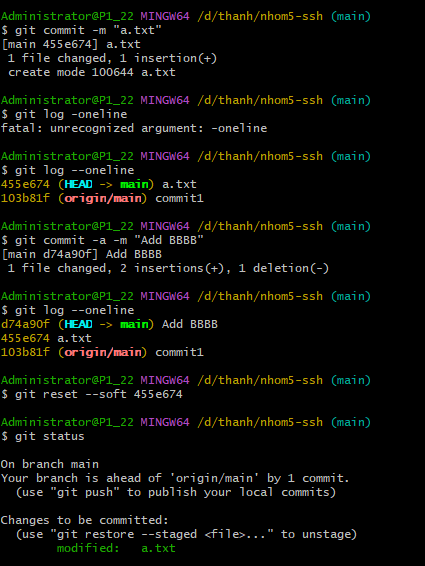 $ git commit -m "a.txt"
[main 455e674] a.txt
 1 file changed, 1 insertion(+)
 create mode 100644 a.txt
Administrator@P1_22 MINGW64 /d/thanh/nhom5-ssh (main)
$ git log -oneline
fatal: unrecognized argument: -oneline
Administrator@P1_22 MINGW64 /d/thanh/nhom5-ssh (main)
$ git log --oneline
455e674 (HEAD -> main) a.txt
103b81f (origin/main) commit1
Administrator@P1_22 MINGW64 /d/thanh/nhom5-ssh (main)
$ git commit -a -m "Add BBBB"
[main d74a90f] Add BBBB
 1 file changed, 2 insertions(+), 1 deletion(-)
Administrator@P1_22 MINGW64 /d/thanh/nhom5-ssh (main)
$ git log --oneline
d74a90f (HEAD -> main) Add BBBB
455e674 a.txt
103b81f (origin/main) commit1
Administrator@P1_22 MINGW64 /d/thanh/nhom5-ssh (main)
$ git reset --soft 455e674
Administrator@P1_22 MINGW64 /d/thanh/nhom5-ssh (main)
$ git status
On branch main
Your branch is ahead of 'origin/main' by 1 commit.
  (use "git push" to publish your local commits)
Changes to be committed:
  (use "git restore --staged <file>..." to unstage)
        modified:   a.txt